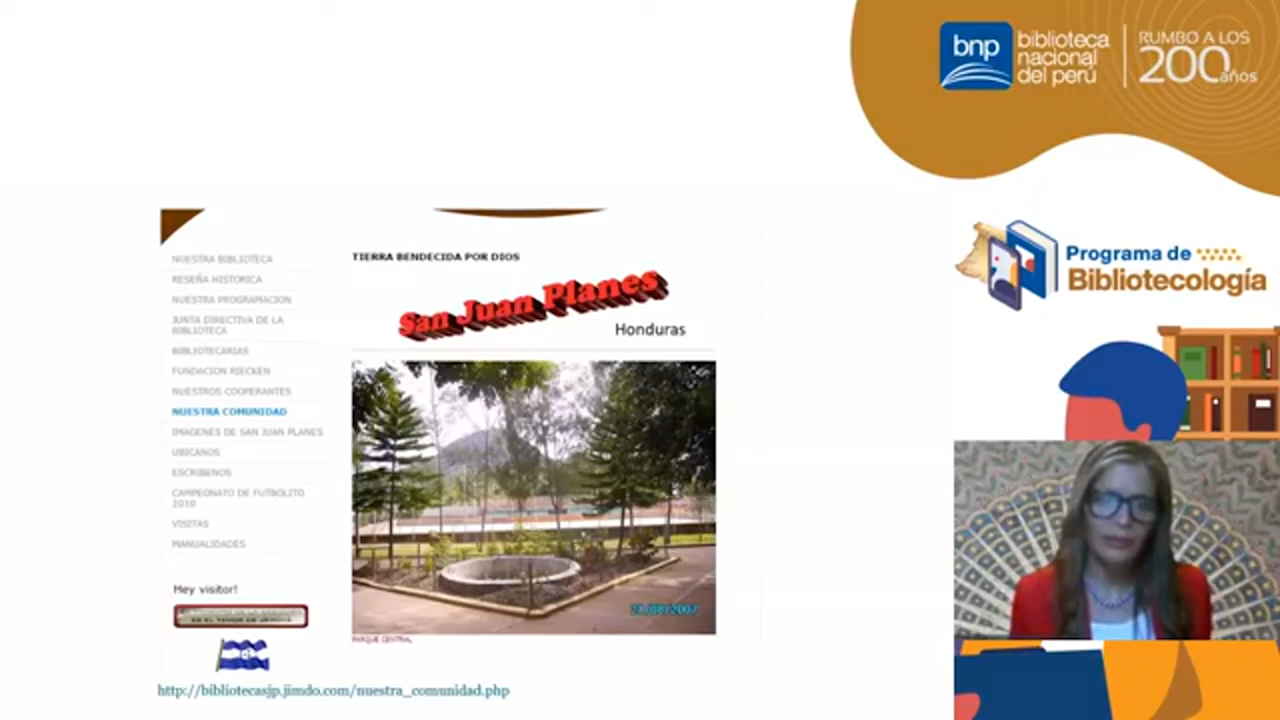 bnp
biblioteca
nacional
del perú
RUMBO A LOS
200
años
Programa de
Bibliotecología
NUESTRA BIBLIOTECA
RESEÑA HISTORICA
NUESTRA PROGRAMACION
JUNTA DIRECTIVA DE LA
BIBLIOTECA
BIBLIOTECARIAS
FUNDACION RIECKEN
NUESTROS COOPERANTES
NUESTRA COMUNIDAD
IMAGENES DE SAN JUAN PLANES
UBICANOS
ESCRIBENOS
CAMPEONATO DE FUTBOLITO
2010
VISITAS
MANUALIDADES
Hey visitor!
TIERRA BENDECIDA POR DIOS
San Juan Planes
Honduras
21/08/2007
PARQUE CENTRAL
http://bibliotecasjp.jimdo.com/nuestra_comunidad.php